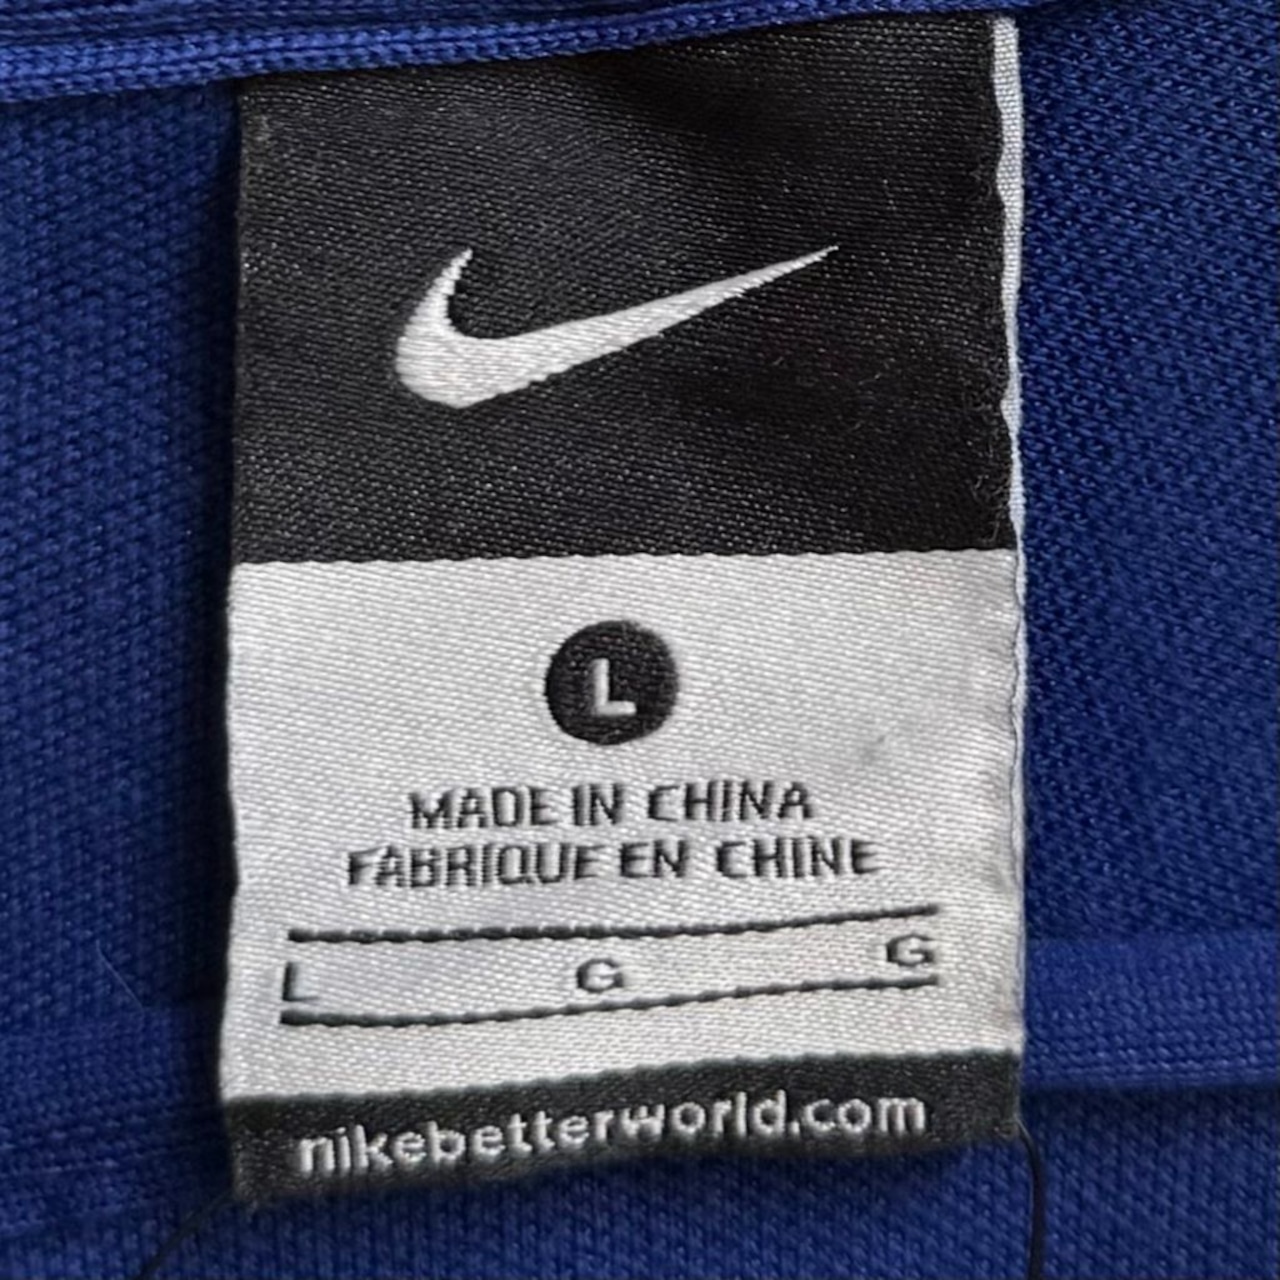 L
MADE IN CHINA
FABRIQUE EN CHINE
L G G
nikebetterworld.com